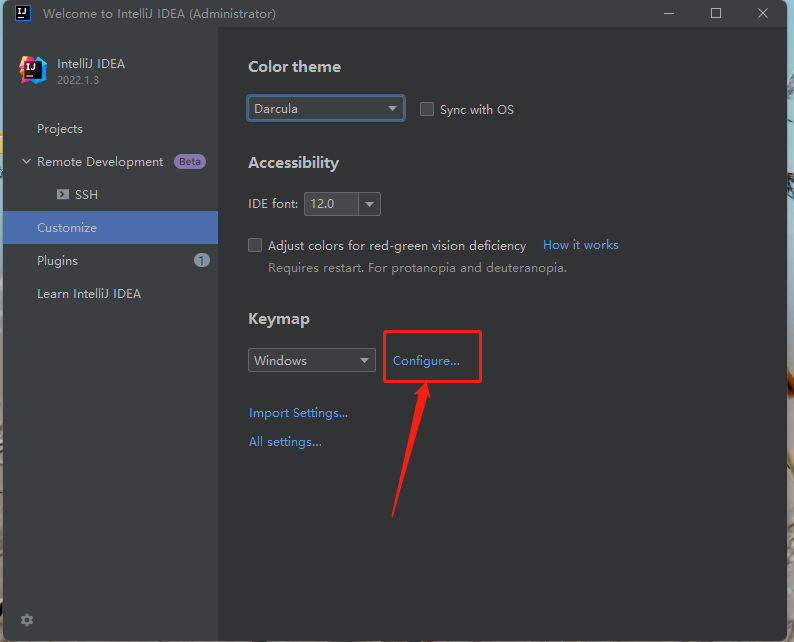 IJ Welcome to IntelliJ IDEA (Administrator)
IJ IntelliJ IDEA
2022.1.3
Projects
Remote Development Beta
SSH
Customize
Plugins 1
Learn IntelliJ IDEA
Color theme
Darcula Sync with OS
Accessibility
IDE font: 12.0
Adjust colors for red-green vision deficiency How it works
Requires restart. For protanopia and deuteranopia.
Keymap
Windows Configure...
Import Settings...
All settings...